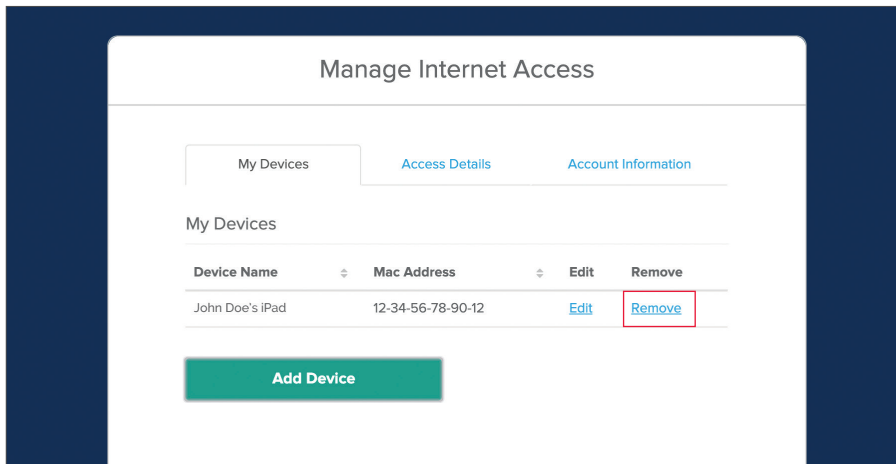 Manage Internet Access
My Devices Access Details Account Information
My Devices
Device Name Mac Address Edit Remove
John Doe's iPad 12-34-56-78-90-12 Edit Remove
Add Device